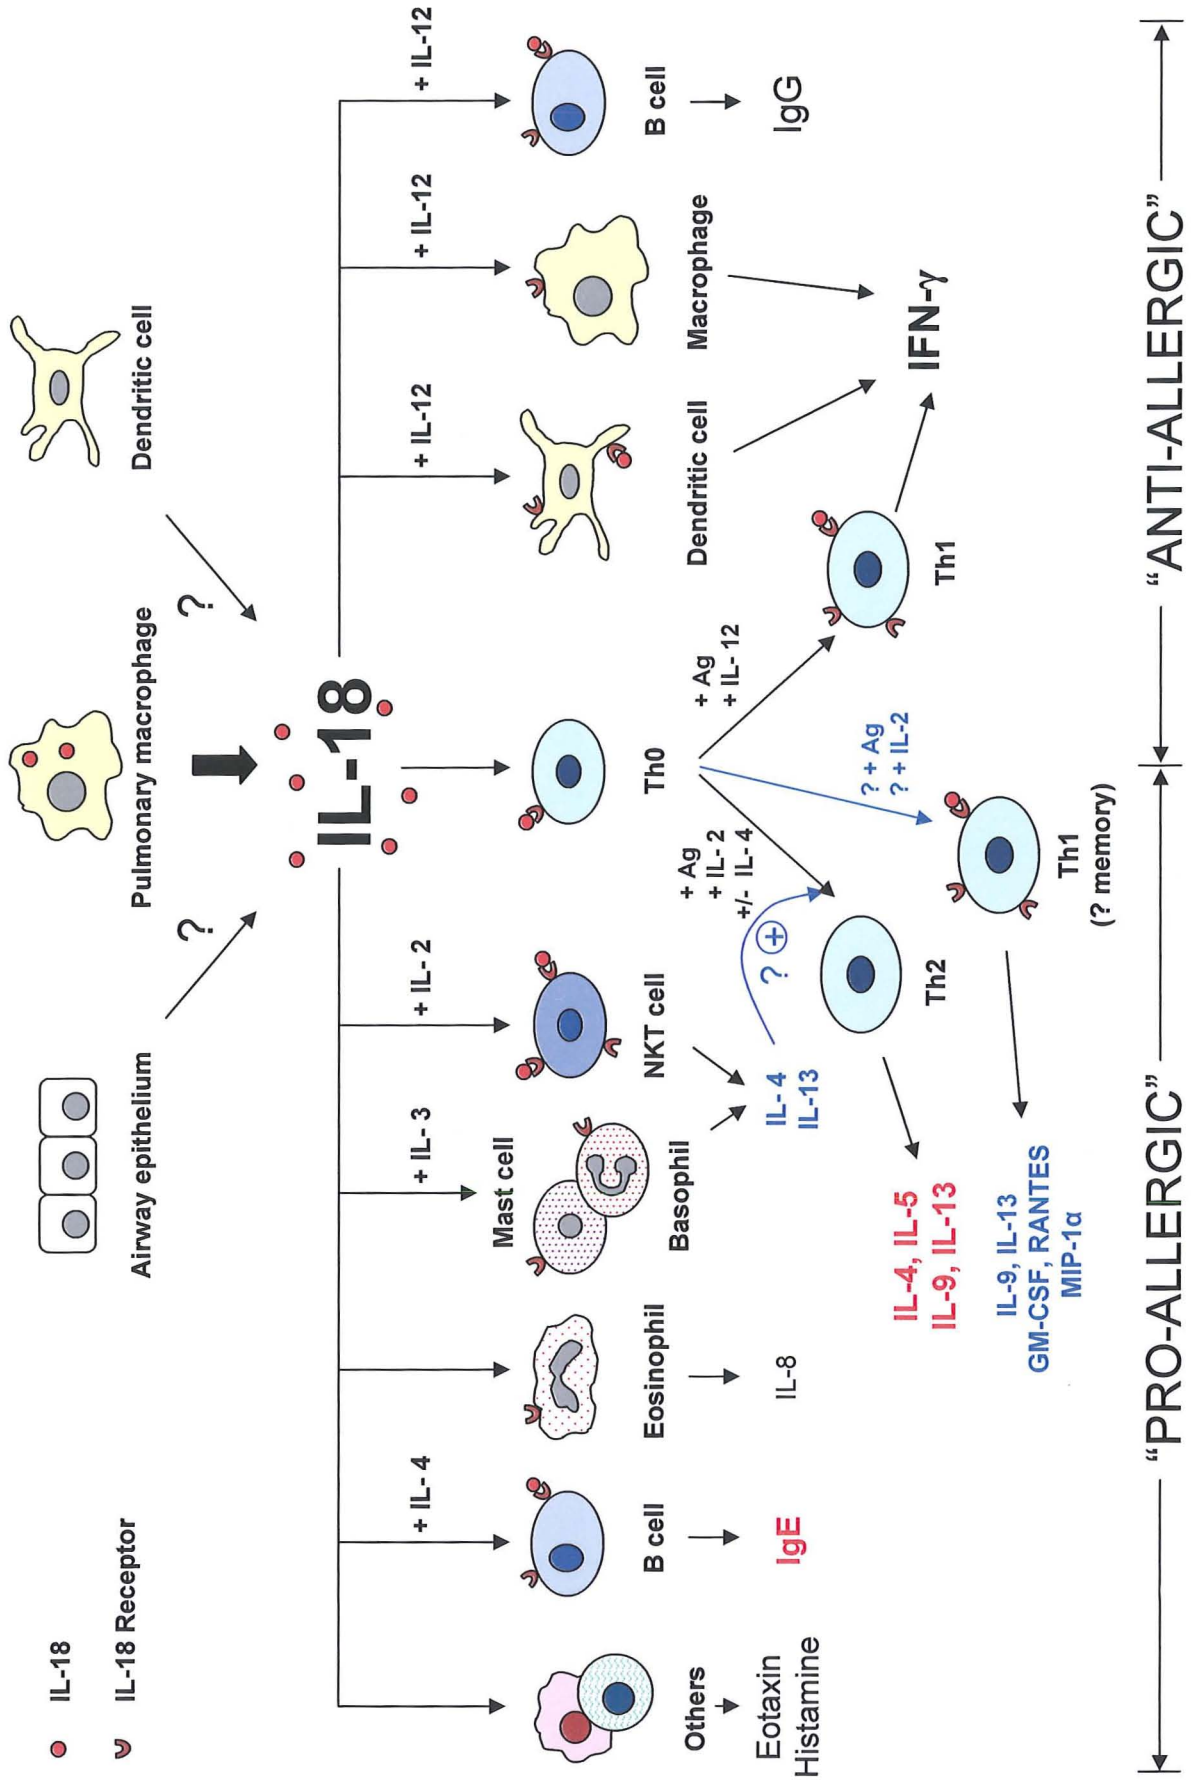 IL-18
IL-18 Receptor
Airway epithelium
Pulmonary macrophage
Dendritic cell
?
?
IL-18
+ IL- 4
+ IL- 3
+ IL- 2
+ IL-12
+ IL-12
+ IL-12
Others
B cell
Eosinophil
Mast cell
Basophil
NKT cell
Th0
Dendritic cell
Macrophage
B cell
Eotaxin
Histamine
IgE
IL-8
IL- 4
IL-13
? +
+ Ag
+ IL- 2
+/- IL- 4
+ Ag
+ IL- 12
? + Ag
? + IL-2
IgG
Th2
Th1
IFN-γ
IL-4, IL-5
IL-9, IL-13
Th1
(? memory)
IL-9, IL-13
GM-CSF, RANTES
MIP-1α
“PRO-ALLERGIC”
“ANTI-ALLERGIC”